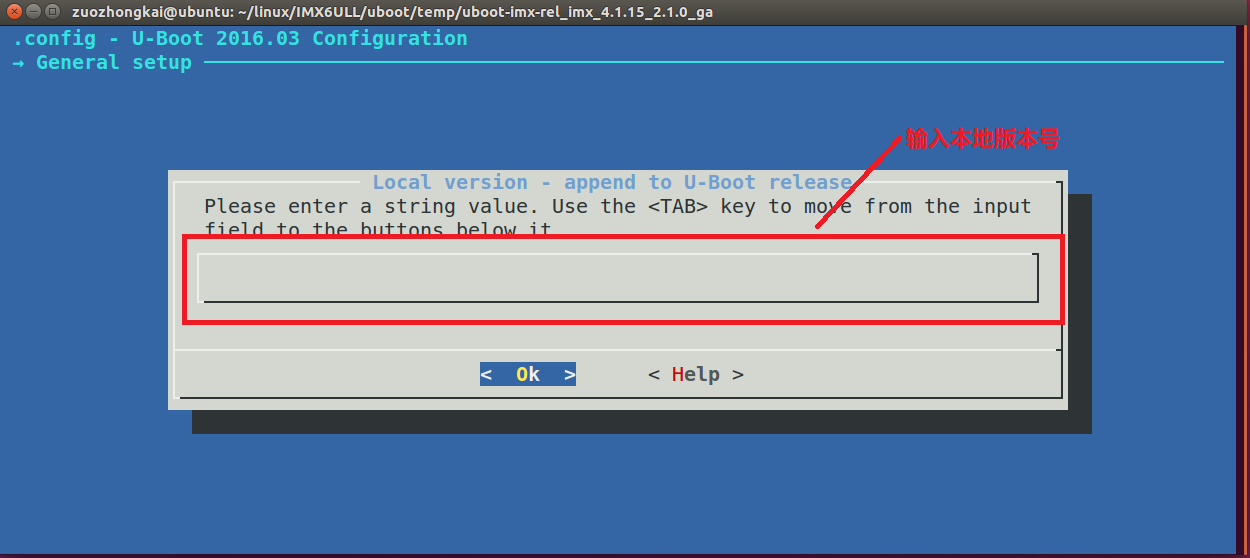 zuozhongkai@ubuntu: ~/linux/IMX6ULL/uboot/temp/uboot-imx-rel_imx_4.1.15_2.1.0_ga
.config - U-Boot 2016.03 Configuration
→ General setup
输入本地版本号
Local version - append to U-Boot release
Please enter a string value. Use the <TAB> key to move from the input
field to the buttons below it
< Ok > < Help >